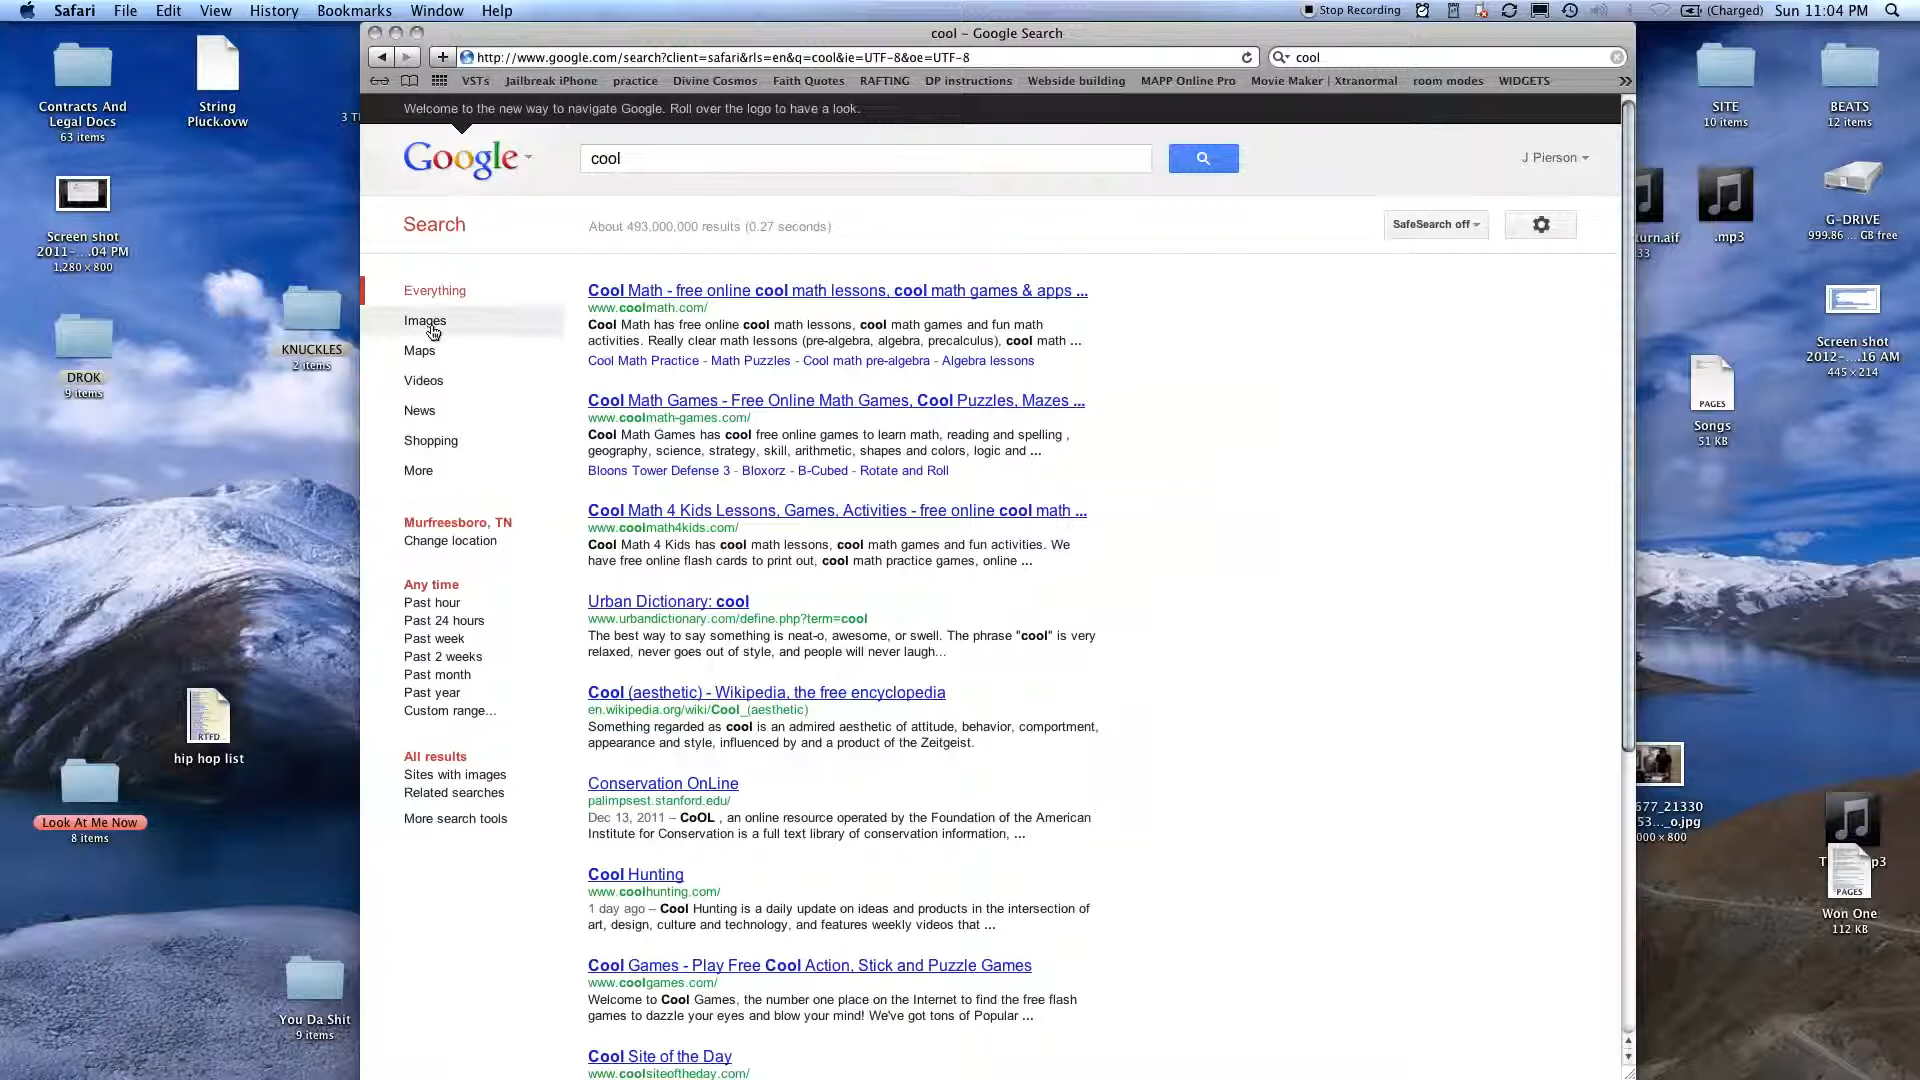 Safari File Edit View History Bookmarks Window Help
Stop Recording (Charged) Sun 11:04 PM
cool – Google Search
http://www.google.com/search?client=safari&rls=en&q=cool&ie=UTF-8&oe=UTF-8
cool
VSTs Jailbreak iPhone practice Divine Cosmos Faith Quotes RAFTING DP instructions Webside building MAPP Online Pro Movie Maker | Xtranormal room modes WIDGETS
Welcome to the new way to navigate Google. Roll over the logo to have a look.
Google
cool
J Pierson
Search
About 493,000,000 results (0.27 seconds)
SafeSearch off
Everything
Images
Maps
Videos
News
Shopping
More
Murfreesboro, TN
Change location
Any time
Past hour
Past 24 hours
Past week
Past 2 weeks
Past month
Past year
Custom range...
All results
Sites with images
Related searches
More search tools
Cool Math - free online cool math lessons, cool math games & apps ...
www.coolmath.com/
Cool Math has free online cool math lessons, cool math games and fun math
activities. Really clear math lessons (pre-algebra, algebra, precalculus), cool math ...
Cool Math Practice - Math Puzzles - Cool math pre-algebra - Algebra lessons
Cool Math Games - Free Online Math Games, Cool Puzzles, Mazes ...
www.coolmath-games.com/
Cool Math Games has cool free online games to learn math, reading and spelling ,
geography, science, strategy, skill, arithmetic, shapes and colors, logic and ...
Bloons Tower Defense 3 - Bloxorz - B-Cubed - Rotate and Roll
Cool Math 4 Kids Lessons, Games, Activities - free online cool math ...
www.coolmath4kids.com/
Cool Math 4 Kids has cool math lessons, cool math games and fun activities. We
have free online flash cards to print out, cool math practice games, online ...
Urban Dictionary: cool
www.urbandictionary.com/define.php?term=cool
The best way to say something is neat-o, awesome, or swell. The phrase "cool" is very
relaxed, never goes out of style, and people will never laugh...
Cool (aesthetic) - Wikipedia, the free encyclopedia
en.wikipedia.org/wiki/Cool_(aesthetic)
Something regarded as cool is an admired aesthetic of attitude, behavior, comportment,
appearance and style, influenced by and a product of the Zeitgeist.
Conservation OnLine
palimpsest.stanford.edu/
Dec 13, 2011 – CoOL , an online resource operated by the Foundation of the American
Institute for Conservation is a full text library of conservation information, ...
Cool Hunting
www.coolhunting.com/
1 day ago – Cool Hunting is a daily update on ideas and products in the intersection of
art, design, culture and technology, and features weekly videos that ...
Cool Games - Play Free Cool Action, Stick and Puzzle Games
www.coolgames.com/
Welcome to Cool Games, the number one place on the Internet to find the free flash
games to dazzle your eyes and blow your mind! We've got tons of Popular ...
Cool Site of the Day
www.coolsiteoftheday.com/
Contracts And
Legal Docs
63 items
String
Pluck.ovw
Screen shot
2011-....04 PM
1,280 × 800
KNUCKLES
2 items
DROK
9 items
RTFD
hip hop list
Look At Me Now
8 items
You Da Shit
9 items
SITE
10 items
BEATS
12 items
.mp3
G-DRIVE
999.86 ... GB free
Screen shot
2012-....16 AM
445 × 214
PAGES
Songs
51 KB
677_21330
53..._o.jpg
000 × 800
PAGES
Won One
112 KB